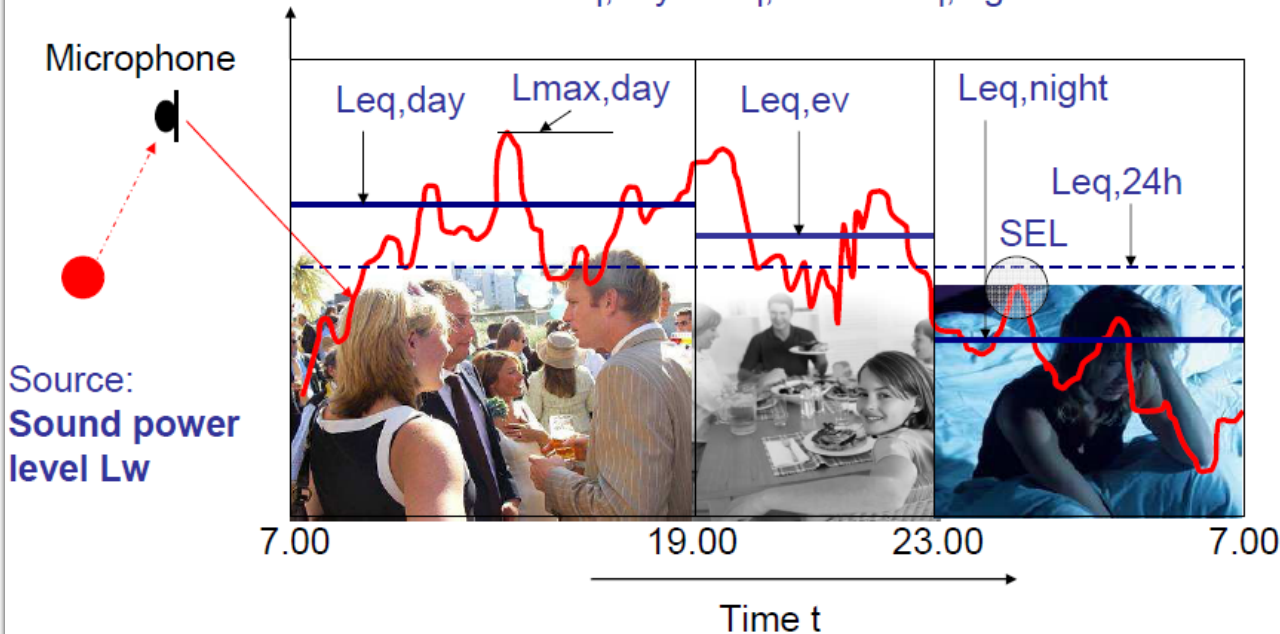 Microphone
Leq,day
Lmax,day
Leq,ev
Leq,night
Leq,24h
SEL
Source:
Sound power
level Lw
7.00
19.00
23.00
7.00
Time t